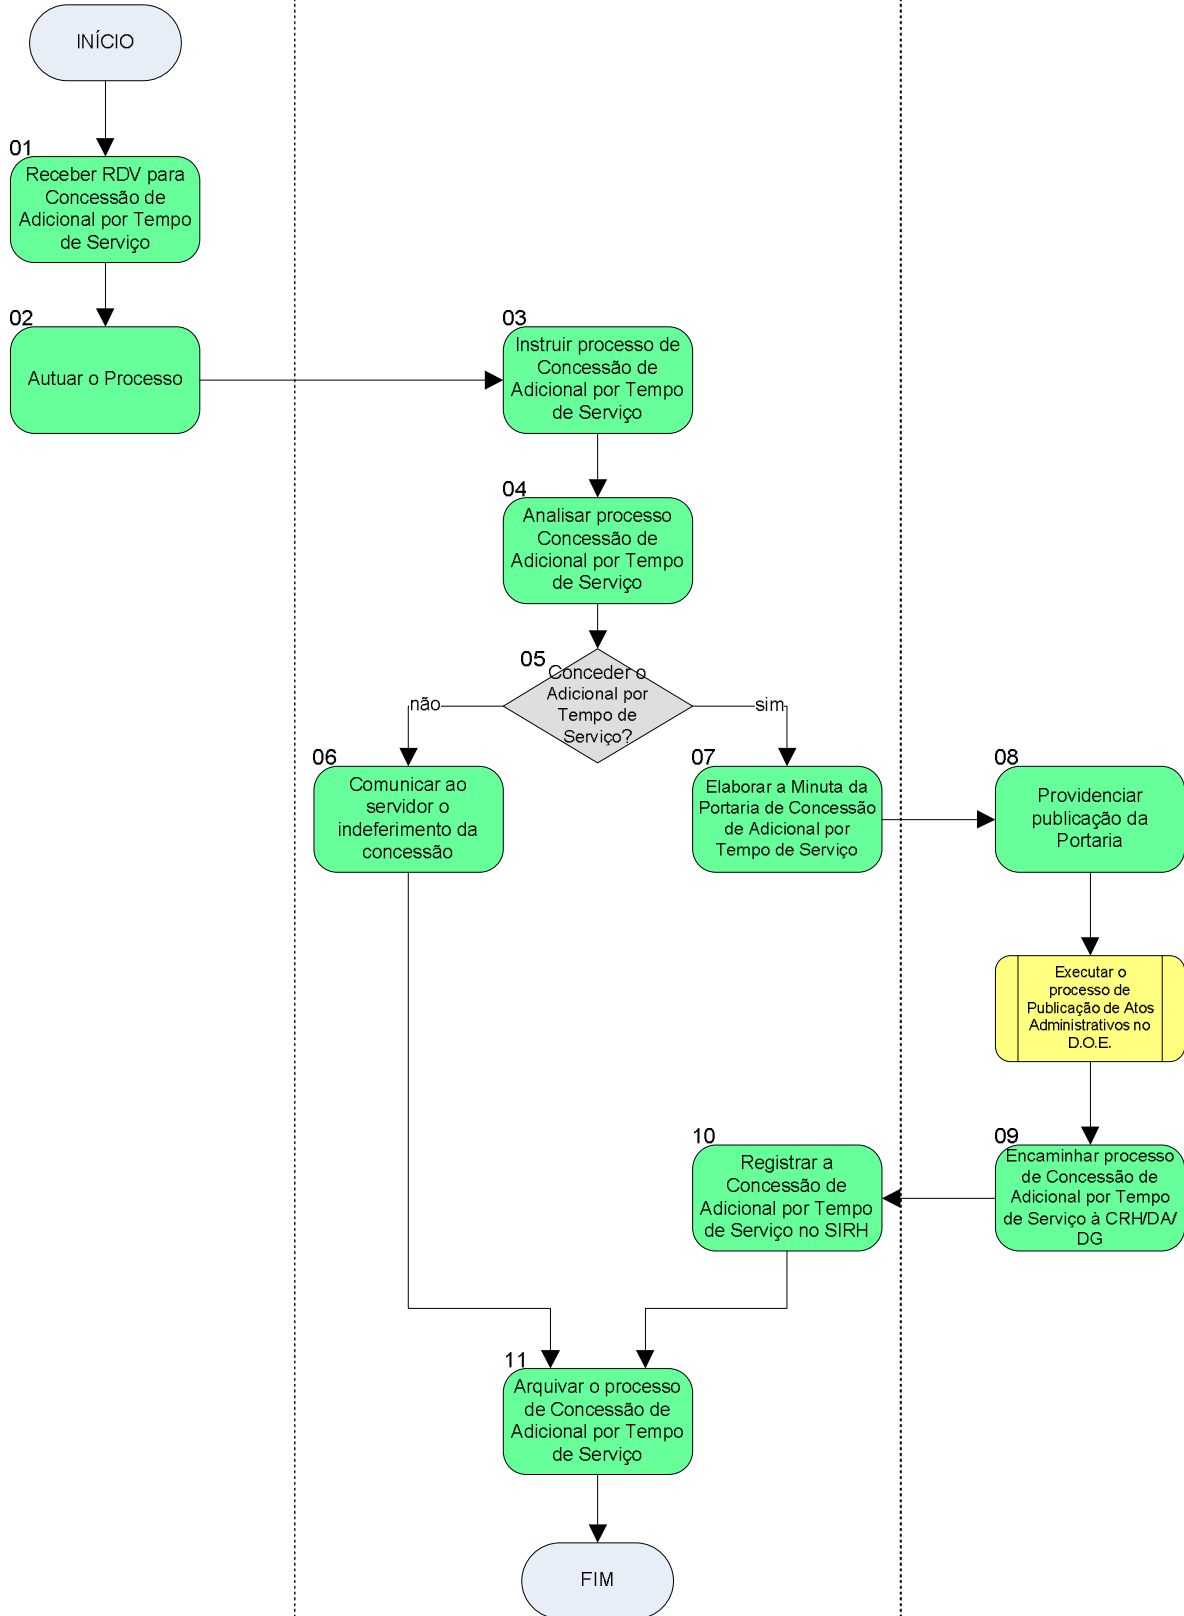 INÍCIO
01
Receber RDV para
Concessão de
Adicional por Tempo
de Serviço
02
Autuar o Processo
03
Instruir processo de
Concessão de
Adicional por Tempo
de Serviço
04
Analisar processo
Concessão de
Adicional por Tempo
de Serviço
05
Conceder o
Adicional por
Tempo de
Serviço?
não
sim
06
Comunicar ao
servidor o
indeferimento da
concessão
07
Elaborar a Minuta da
Portaria de Concessão
de Adicional por
Tempo de Serviço
08
Providenciar
publicação da
Portaria
Executar o
processo de
Publicação de Atos
Administrativos no
D.O.E.
09
Encaminhar processo
de Concessão de
Adicional por Tempo
de Serviço à CRH/DA/
DG
10
Registrar a
Concessão de
Adicional por Tempo
de Serviço no SIRH
11
Arquivar o processo
de Concessão de
Adicional por Tempo
de Serviço
FIM